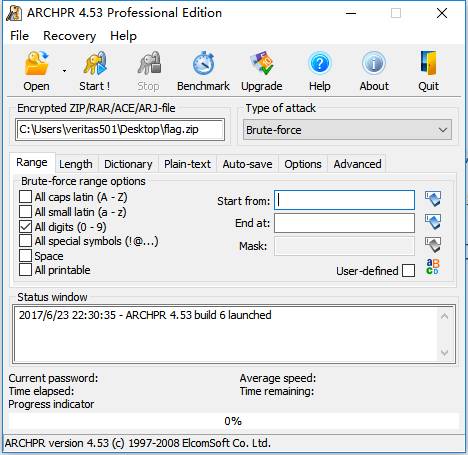 ARCHPR 4.53 Professional Edition
File Recovery Help
Open Start ! Stop Benchmark Upgrade Help About Quit
Encrypted ZIP/RAR/ACE/ARJ-file
C:\Users\veritas501\Desktop\flag.zip
Type of attack
Brute-force
Range Length Dictionary Plain-text Auto-save Options Advanced
Brute-force range options
All caps latin (A - Z)
All small latin (a - z)
All digits (0 - 9)
All special symbols (!@...)
Space
All printable
Start from:
End at:
Mask:
User-defined
Status window
2017/6/23 22:30:35 - ARCHPR 4.53 build 6 launched
Current password:
Average speed:
Time elapsed:
Time remaining:
Progress indicator
0%
ARCHPR version 4.53 (c) 1997-2008 ElcomSoft Co. Ltd.